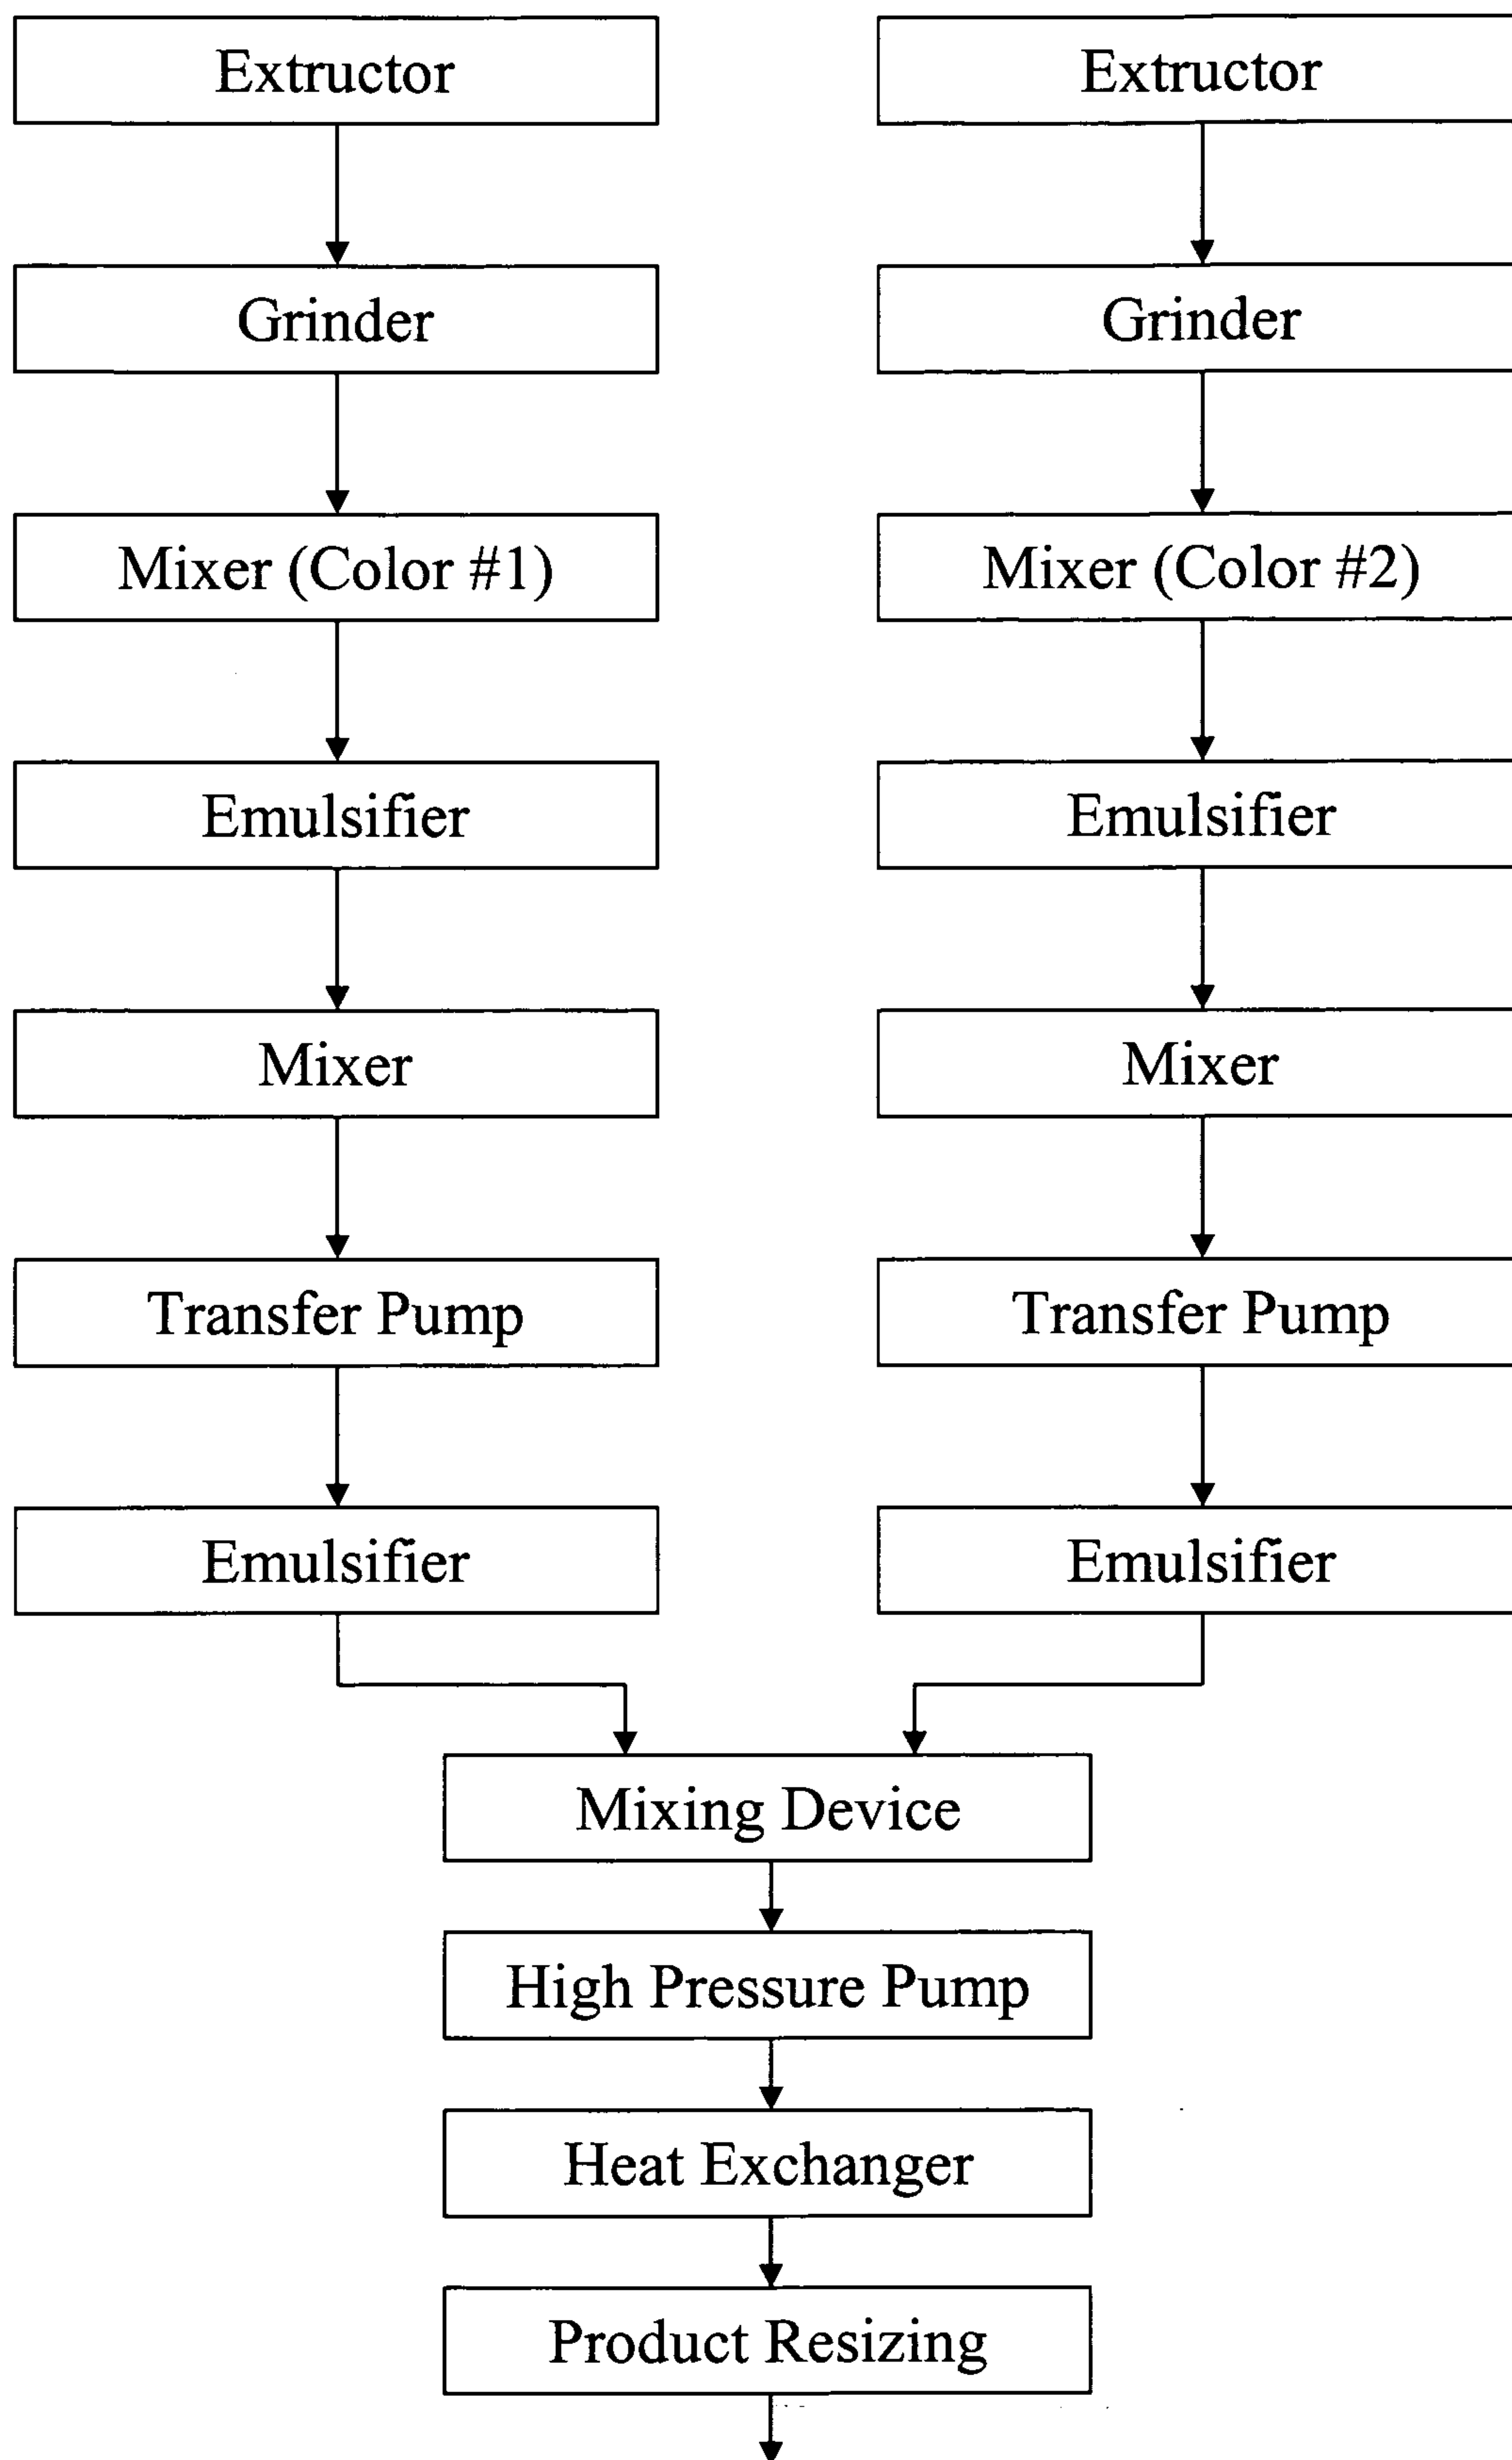 Extructor
Extructor
Grinder
Grinder
Mixer (Color #1)
Mixer (Color #2)
Emulsifier
Emulsifier
Mixer
Mixer
Transfer Pump
Transfer Pump
Emulsifier
Emulsifier
Mixing Device
High Pressure Pump
Heat Exchanger
Product Resizing